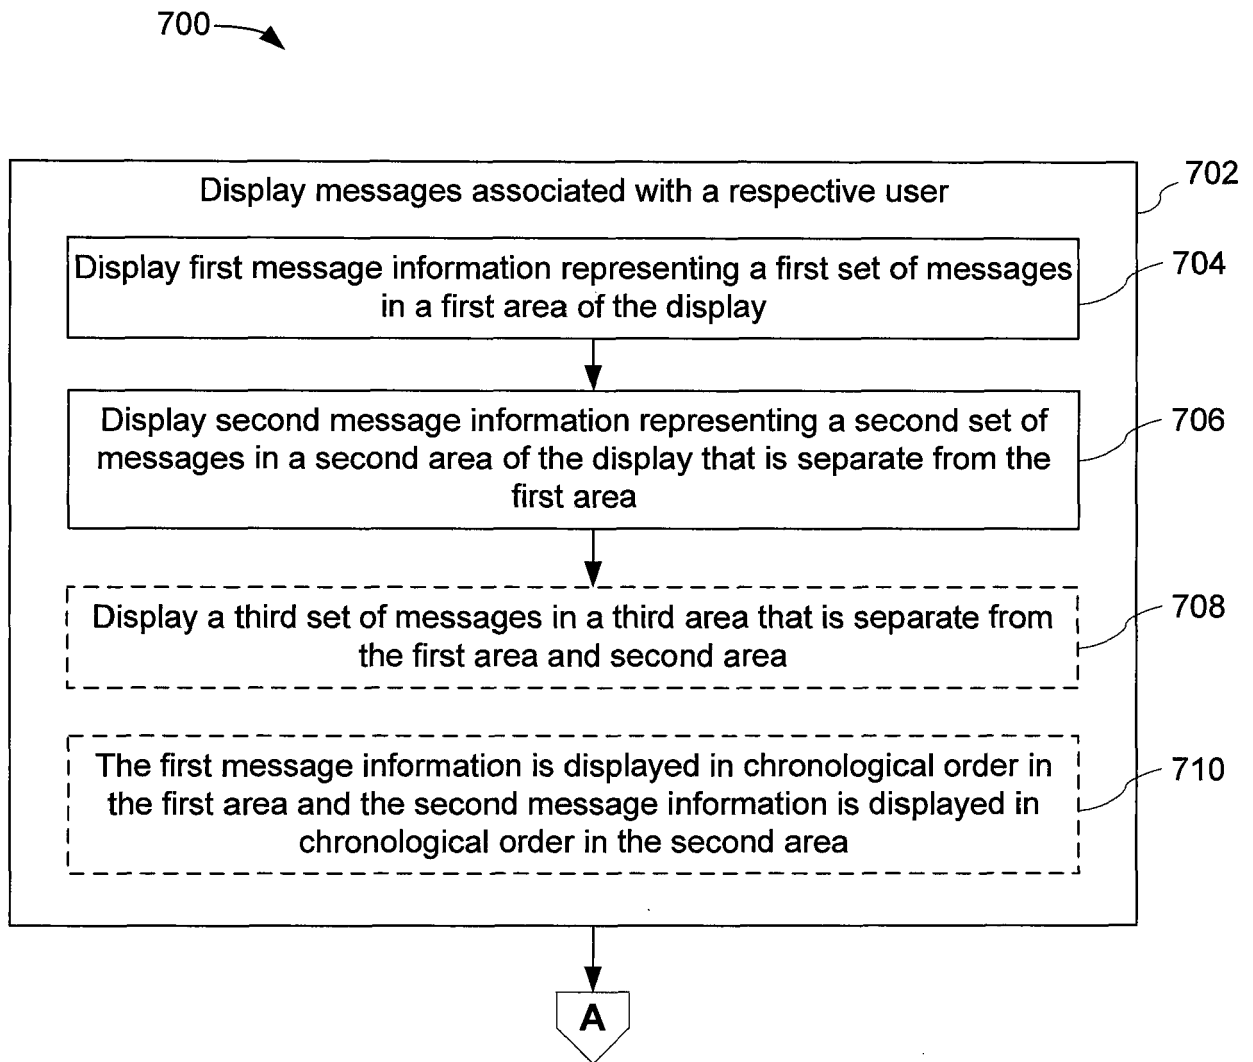 700
Display messages associated with a respective user
702
Display first message information representing a first set of messages
in a first area of the display
704
Display second message information representing a second set of
messages in a second area of the display that is separate from the
first area
706
Display a third set of messages in a third area that is separate from
the first area and second area
708
The first message information is displayed in chronological order in
the first area and the second message information is displayed in
chronological order in the second area
710
A